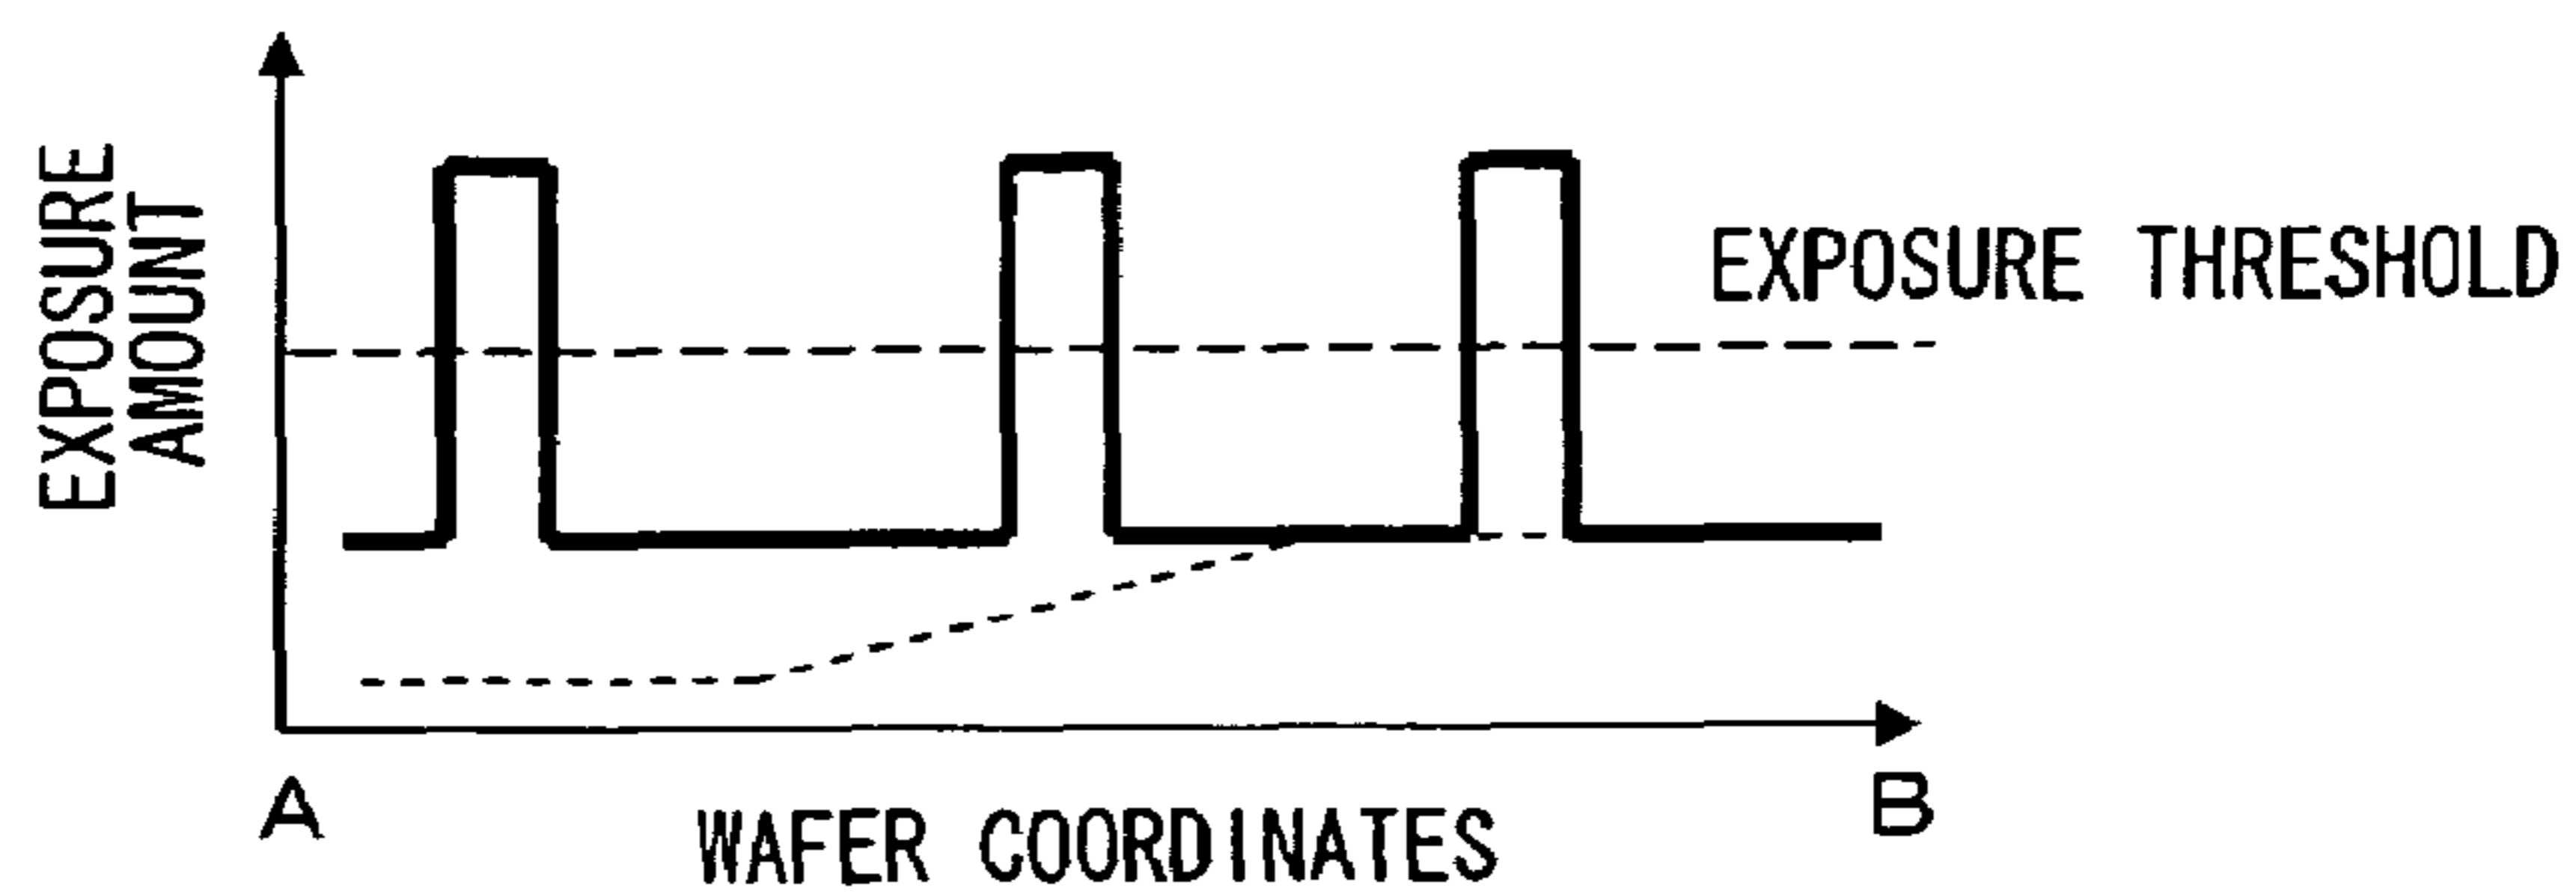 EXPOSURE
AMOUNT
EXPOSURE THRESHOLD
A
B
WAFER COORDINATES